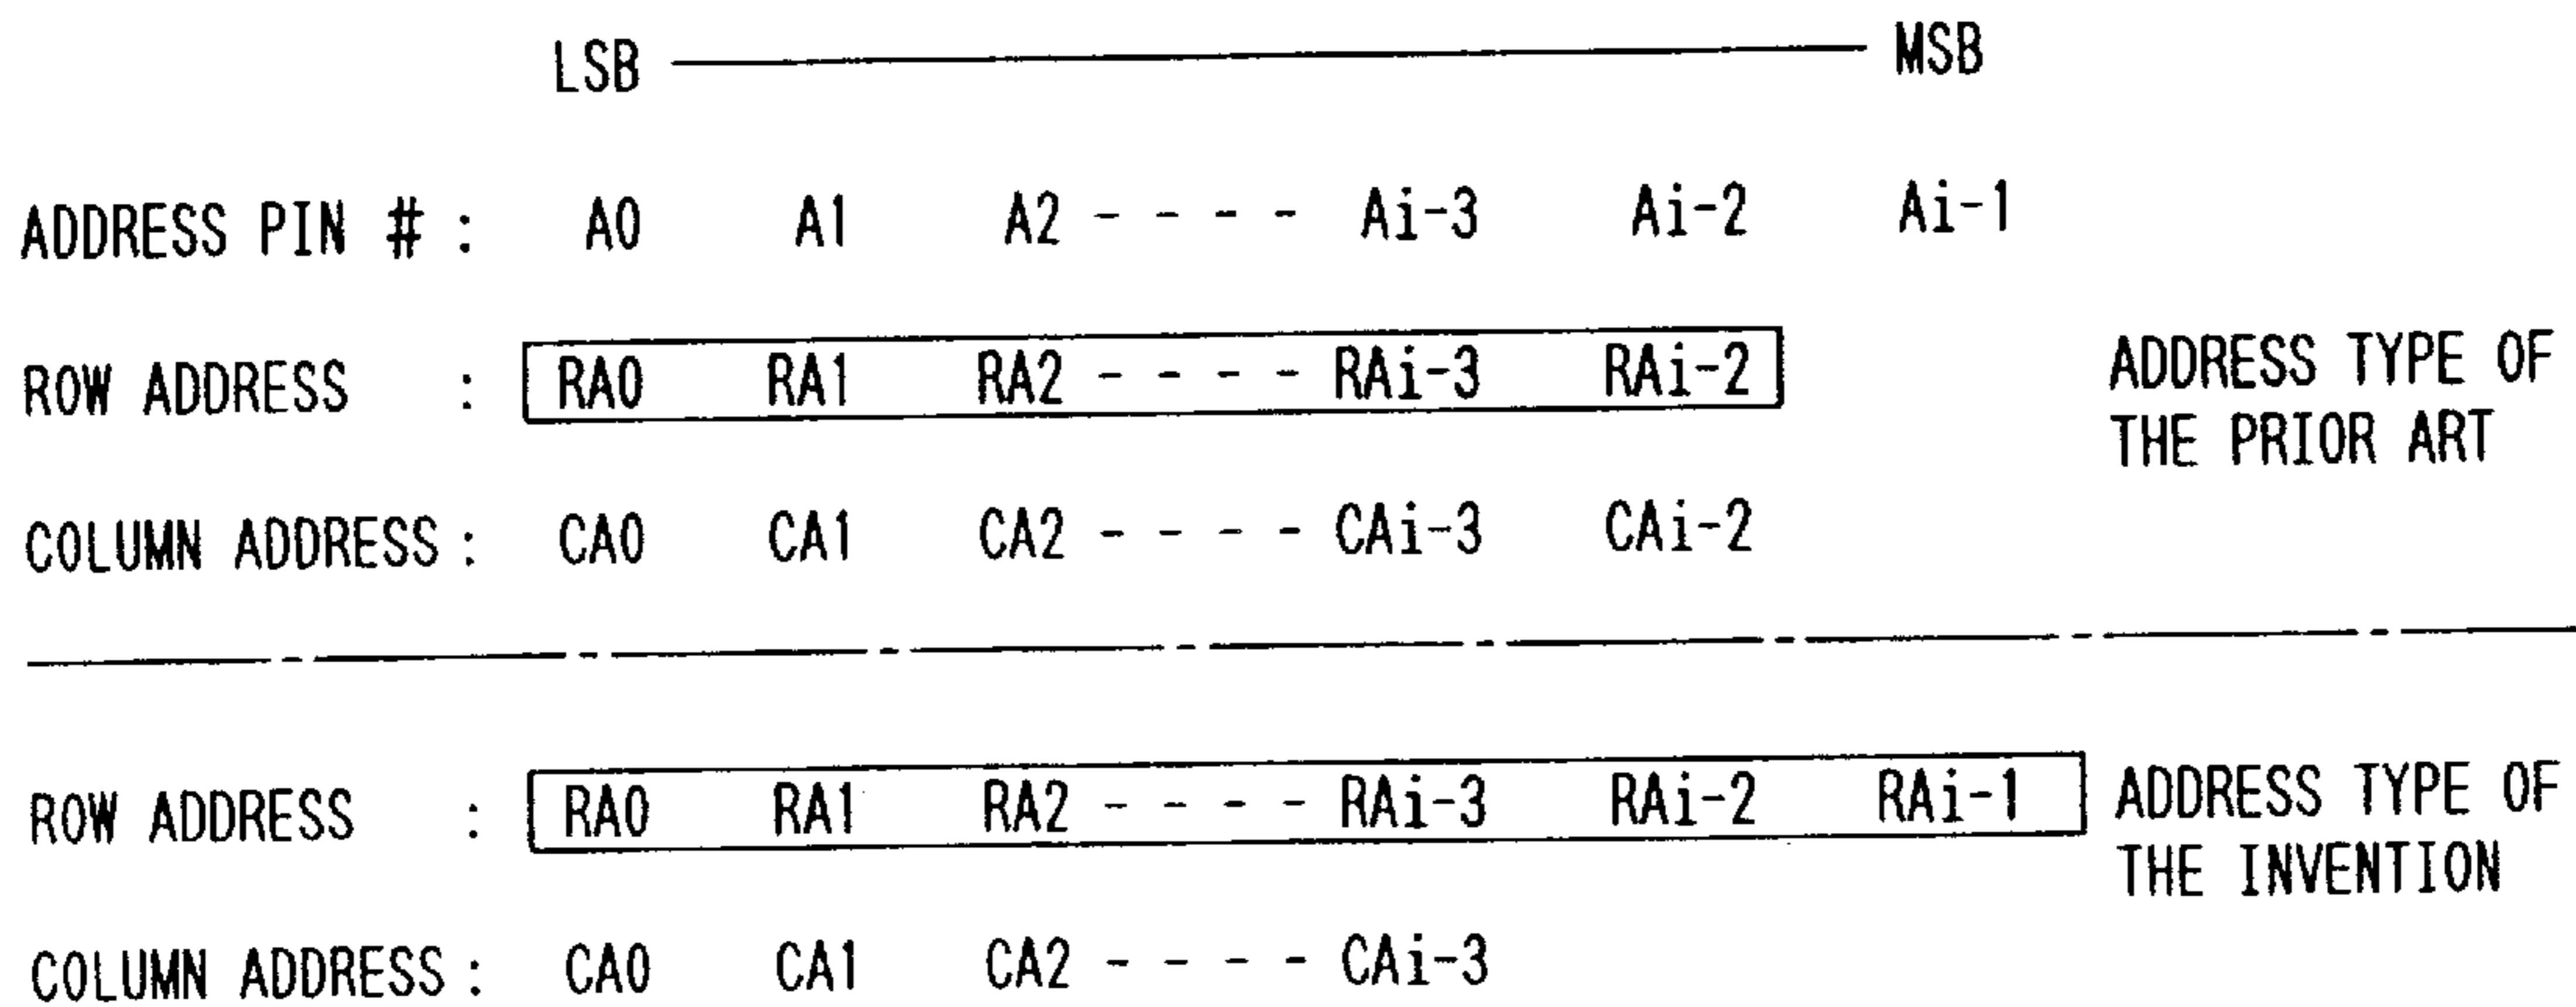 LSB MSB
ADDRESS PIN # : A0 A1 A2 - - - - Ai-3 Ai-2 Ai-1
ROW ADDRESS : RA0 RA1 RA2 - - - - RAi-3 RAi-2
ADDRESS TYPE OF
THE PRIOR ART
COLUMN ADDRESS : CA0 CA1 CA2 - - - - CAi-3 CAi-2
ROW ADDRESS : RA0 RA1 RA2 - - - - RAi-3 RAi-2 RAi-1
ADDRESS TYPE OF
THE INVENTION
COLUMN ADDRESS : CA0 CA1 CA2 - - - - CAi-3